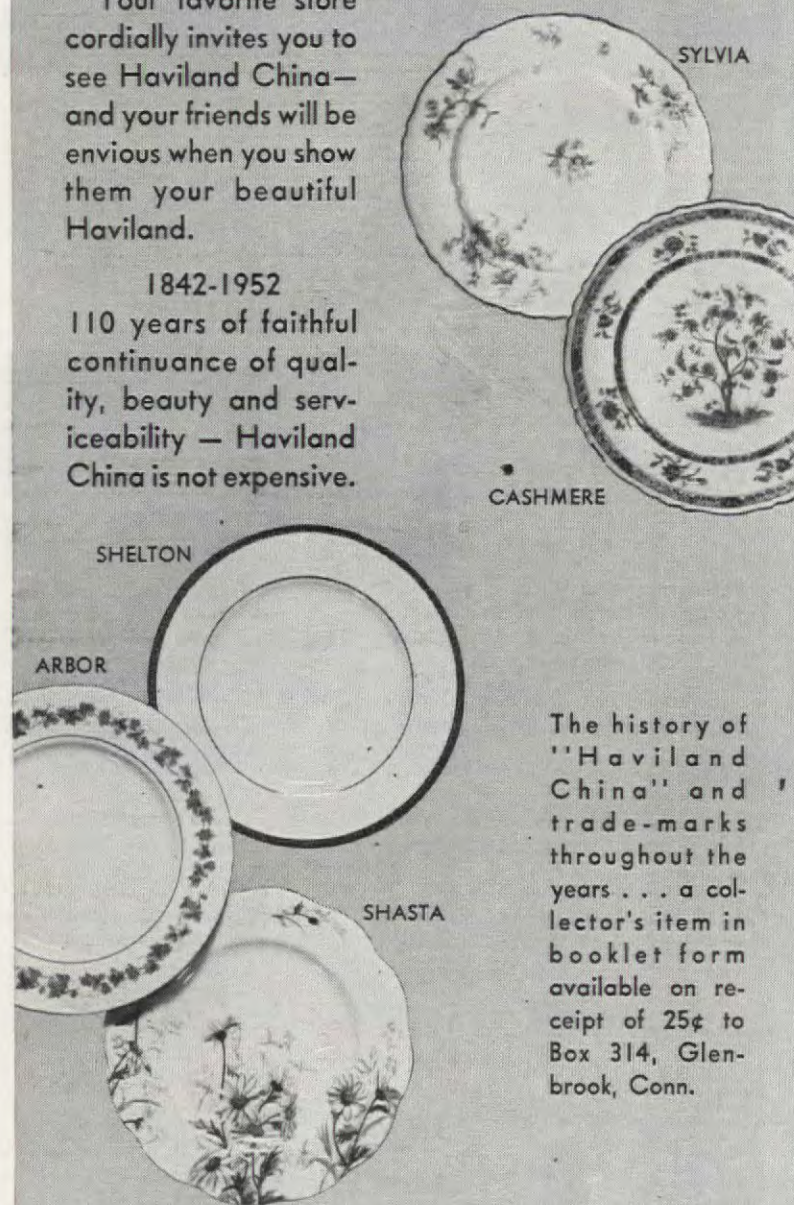 Your favorite store
cordially invites you to
see Haviland China—
and your friends will be
envious when you show
them your beautiful
Haviland.
1842-1952
110 years of faithful
continuance of qual-
ity, beauty and serv-
iceability — Haviland
China is not expensive.
SYLVIA
CASHMERE
SHELTON
ARBOR
SHASTA
The history of
"Haviland
China" and
trade-marks
throughout the
years . . . a col-
lector's item in
booklet form
available on re-
ceipt of 25¢ to
Box 314, Glen-
brook, Conn.